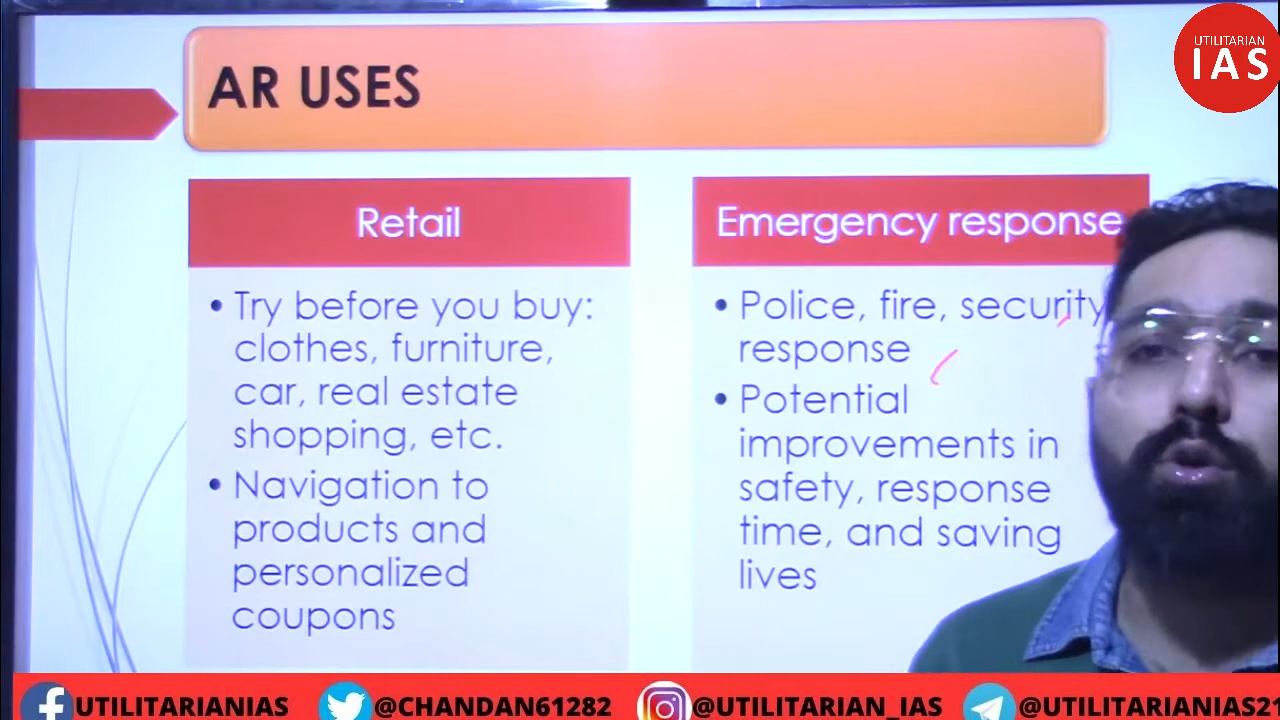 UTILITARIAN
IAS
AR USES
Retail
• Try before you buy:
clothes, furniture,
car, real estate
shopping, etc.
• Navigation to
products and
personalized
coupons
Emergency response
• Police, fire, security
response
• Potential
improvements in
safety, response
time, and saving
lives
UTILITARIANIAS
@CHANDAN61282
@UTILITARIAN_IAS
@UTILITARIANIAS21